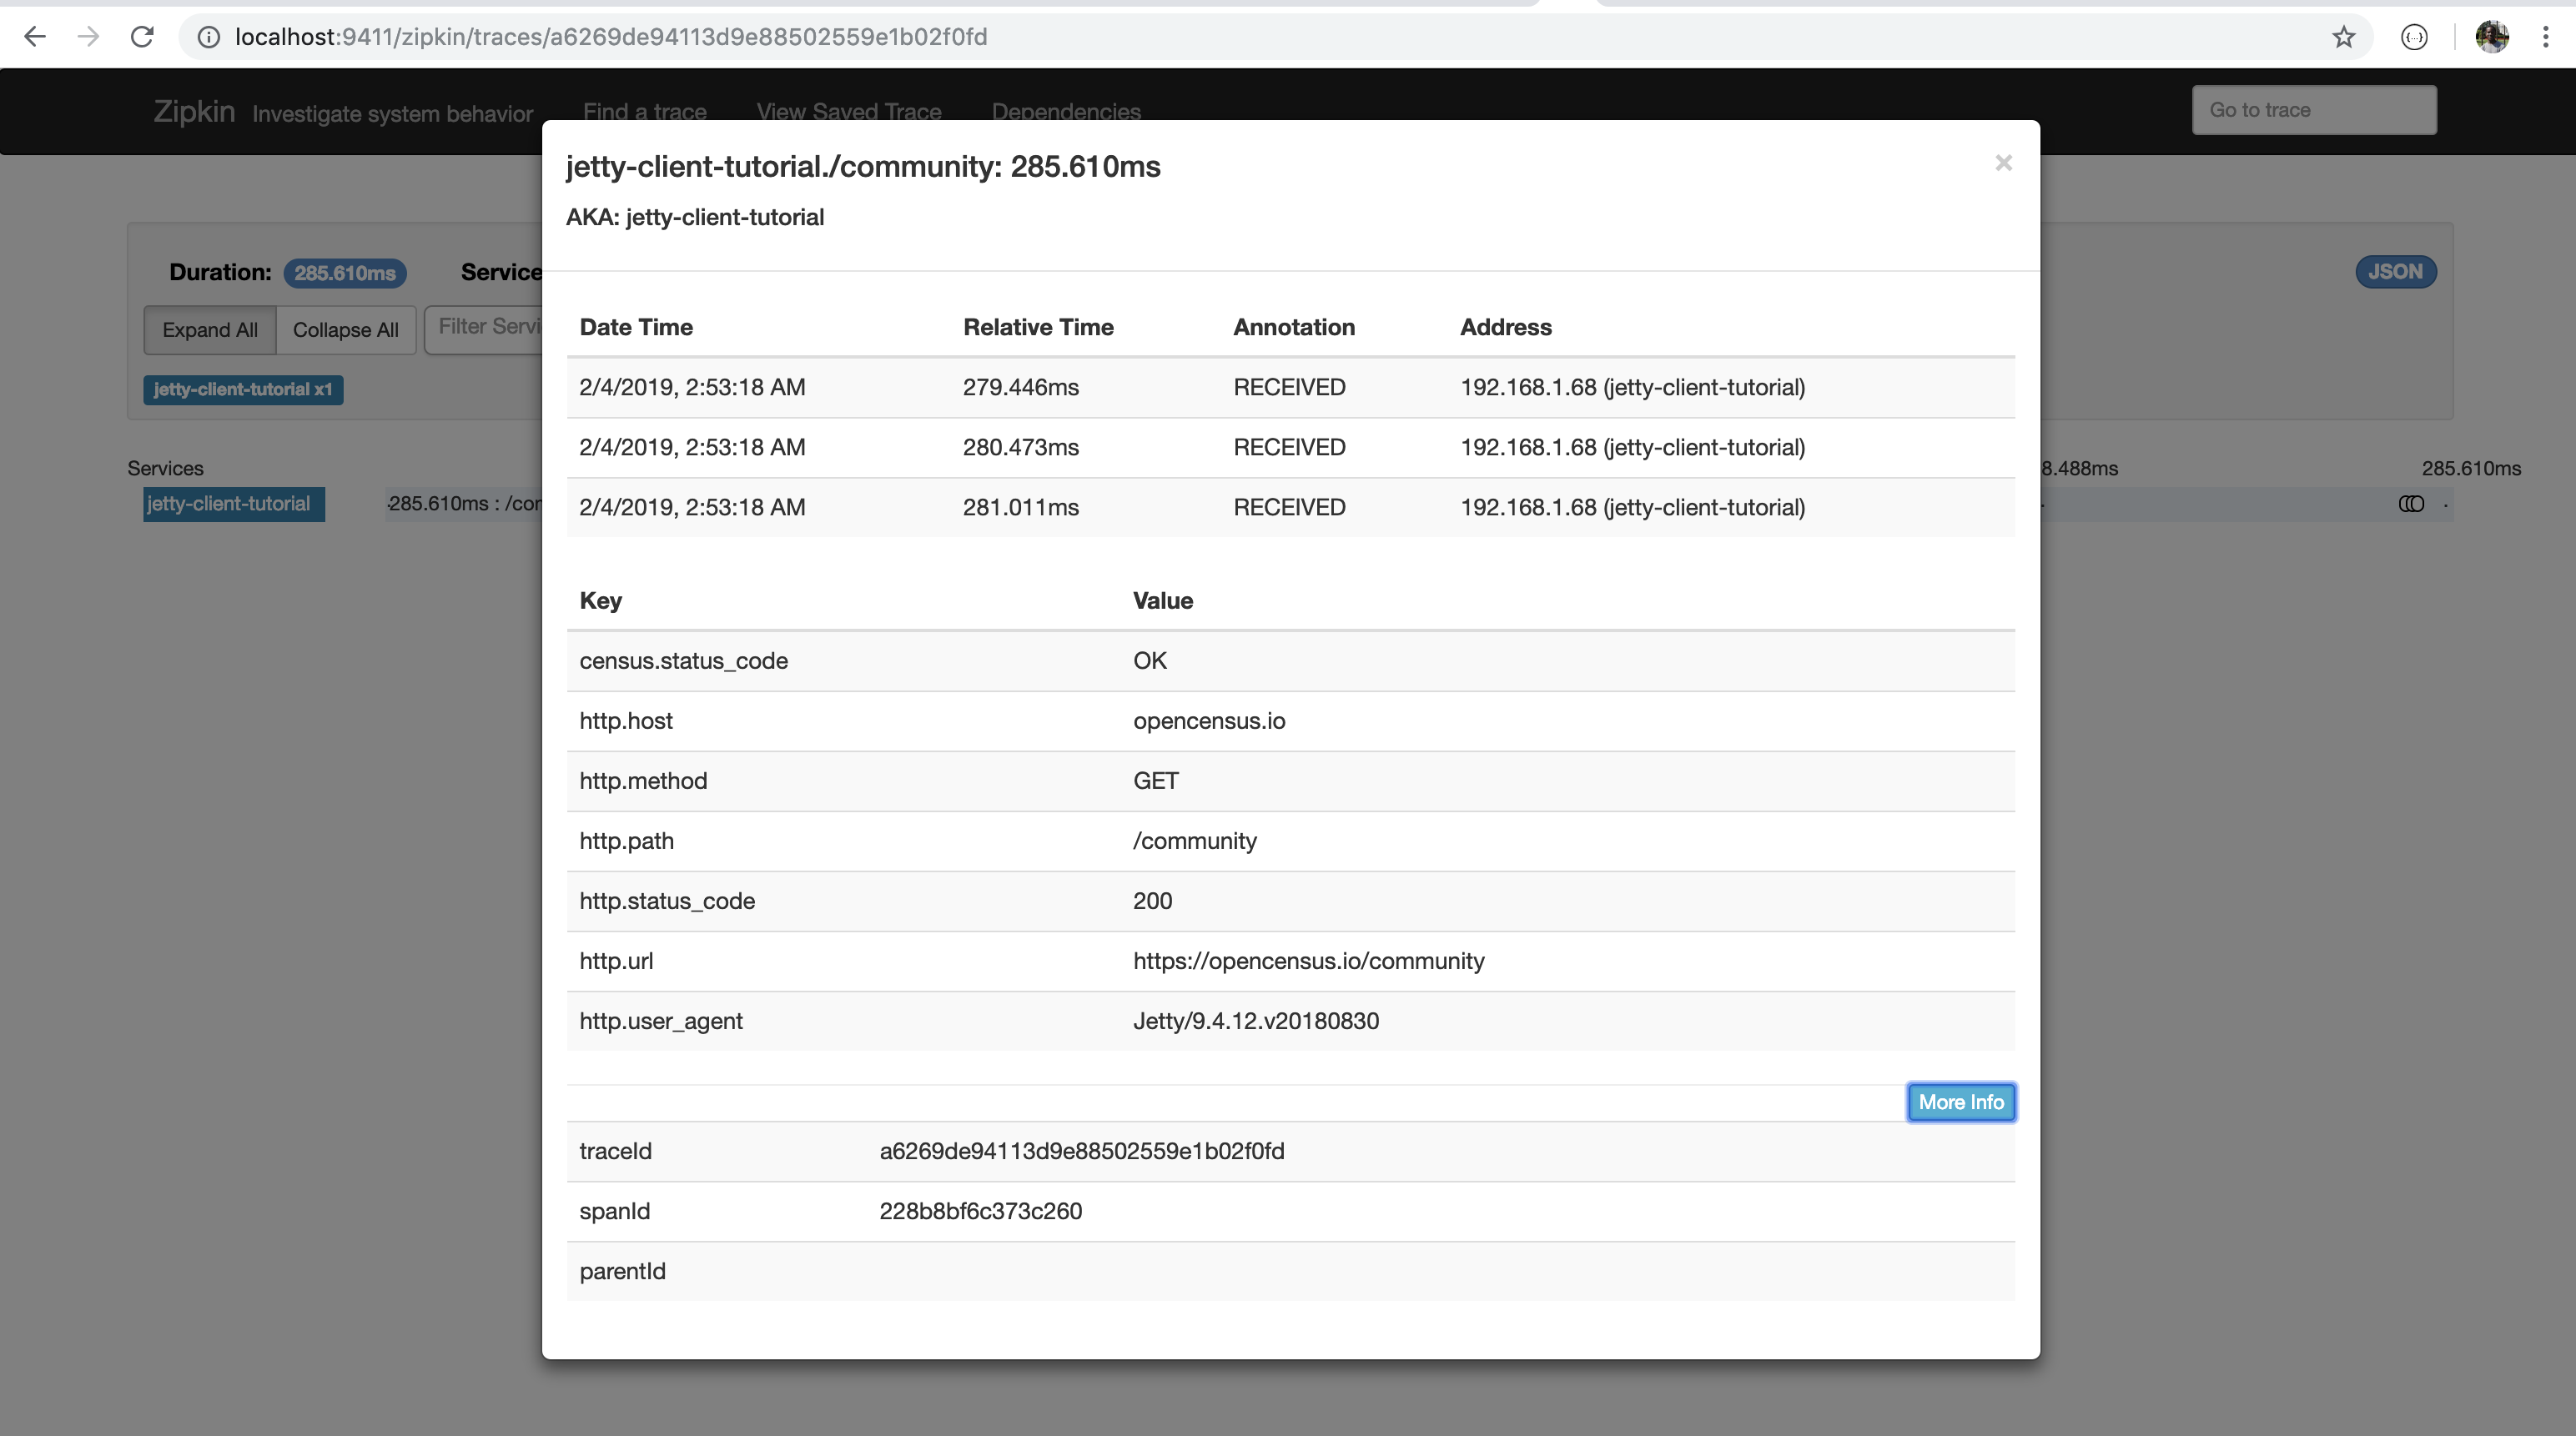 localhost:9411/zipkin/traces/a6269de94113d9e88502559e1b02f0fd
Zipkin Investigate system behavior Find a trace View Saved Trace Dependencies Go to trace
jetty-client-tutorial./community: 285.610ms
AKA: jetty-client-tutorial
Duration: 285.610ms Service JSON
Expand All Collapse All Filter Servi
jetty-client-tutorial x1
Date Time Relative Time Annotation Address
2/4/2019, 2:53:18 AM 279.446ms RECEIVED 192.168.1.68 (jetty-client-tutorial)
2/4/2019, 2:53:18 AM 280.473ms RECEIVED 192.168.1.68 (jetty-client-tutorial)
2/4/2019, 2:53:18 AM 281.011ms RECEIVED 192.168.1.68 (jetty-client-tutorial)
Services 8.488ms 285.610ms
jetty-client-tutorial 285.610ms : /cor
Key Value
census.status_code OK
http.host opencensus.io
http.method GET
http.path /community
http.status_code 200
http.url https://opencensus.io/community
http.user_agent Jetty/9.4.12.v20180830
More Info
traceId a6269de94113d9e88502559e1b02f0fd
spanId 228b8bf6c373c260
parentId